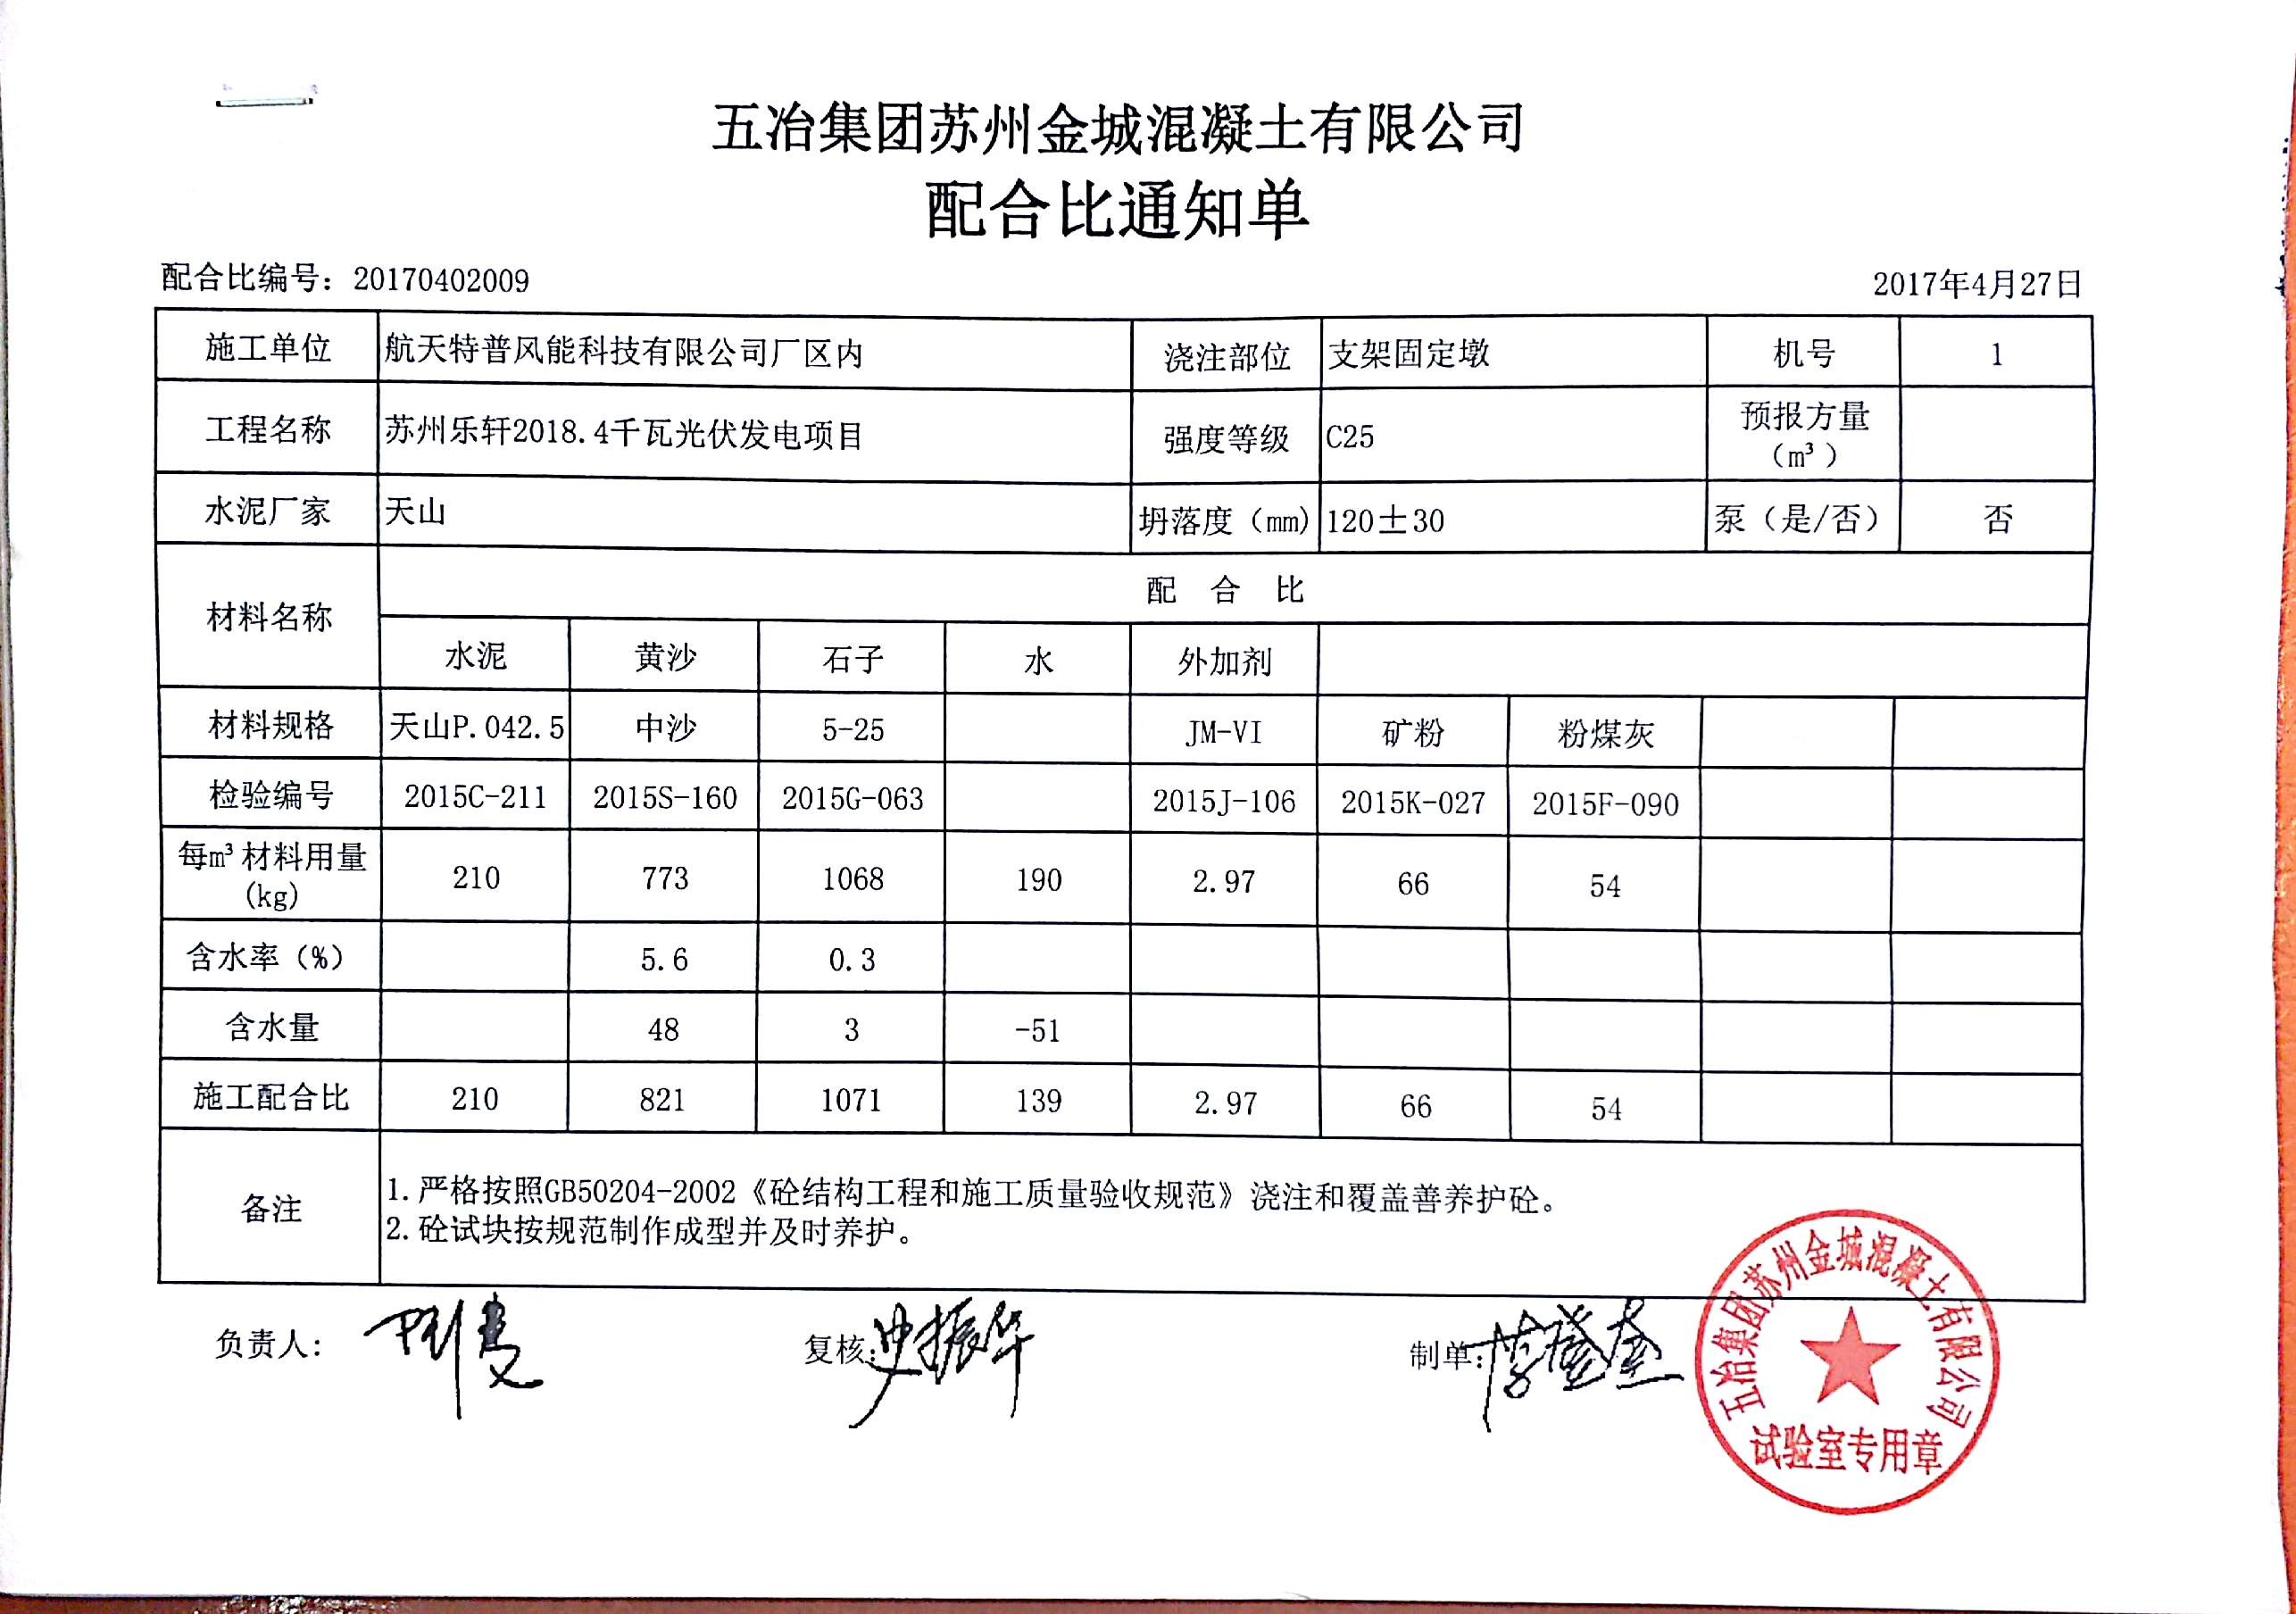 五冶集团苏州金城混凝土有限公司
配合比通知单
配合比编号：20170402009 2017年4月27日
施工单位 航天特普风能科技有限公司厂区内 浇注部位 支架固定墩 机号 1
工程名称 苏州乐轩2018.4千瓦光伏发电项目 强度等级 C25 预报方量（m³）
水泥厂家 天山 坍落度（mm) 120±30 泵（是/否） 否
材料名称 配 合 比
水泥 黄沙 石子 水 外加剂
材料规格 天山P.042.5 中沙 5-25 JM-VI 矿粉 粉煤灰
检验编号 2015C-211 2015S-160 2015G-063 2015J-106 2015K-027 2015F-090
每m³材料用量(kg) 210 773 1068 190 2.97 66 54
含水率（%） 5.6 0.3
含水量 48 3 -51
施工配合比 210 821 1071 139 2.97 66 54
备注 1.严格按照GB50204-2002《砼结构工程和施工质量验收规范》浇注和覆盖善养护砼。
2.砼试块按规范制作成型并及时养护。
负责人： 复核： 史振华 制单：
五冶集团苏州金城混凝土有限公司
试验室专用章